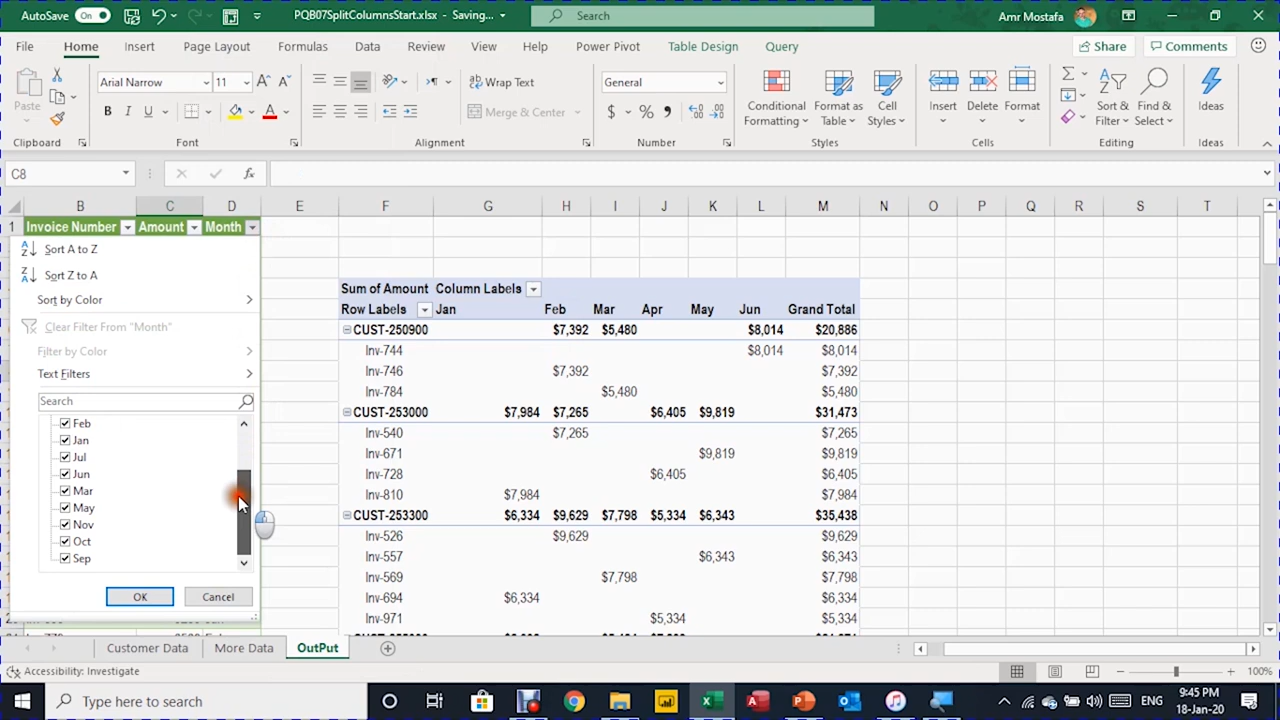 AutoSave On
PQB07SplitColumnsStart.xlsx - Saving...
Search
Amr Mostafa
File Home Insert Page Layout Formulas Data Review View Help Power Pivot Table Design Query
Share Comments
Paste
Clipboard
Arial Narrow 11
B I U
Font
Wrap Text
Merge & Center
Alignment
General
$ % ,
Number
Conditional Formatting
Format as Table
Cell Styles
Styles
Insert Delete Format
Cells
Sort & Filter
Find & Select
Editing
Ideas
Ideas
C8
fx
B C D E F G H I J K L M N O P Q R S T
1 Invoice Number Amount Month
Sort A to Z
Sort Z to A
Sort by Color
Clear Filter From "Month"
Filter by Color
Text Filters
Search
Feb
Jan
Jul
Jun
Mar
May
Nov
Oct
Sep
OK Cancel
Sum of Amount Column Labels
Row Labels Jan Feb Mar Apr May Jun Grand Total
CUST-250900 $7,392 $5,480 $8,014 $20,886
Inv-744 $8,014 $8,014
Inv-746 $7,392 $7,392
Inv-784 $5,480 $5,480
CUST-253000 $7,984 $7,265 $6,405 $9,819 $31,473
Inv-540 $7,265 $7,265
Inv-671 $9,819 $9,819
Inv-728 $6,405 $6,405
Inv-810 $7,984 $7,984
CUST-253300 $6,334 $9,629 $7,798 $5,334 $6,343 $35,438
Inv-526 $9,629 $9,629
Inv-557 $6,343 $6,343
Inv-569 $7,798 $7,798
Inv-694 $6,334 $6,334
Inv-971 $5,334 $5,334
Customer Data More Data OutPut
Accessibility: Investigate
100%
Type here to search
ENG
9:45 PM
18-Jan-20